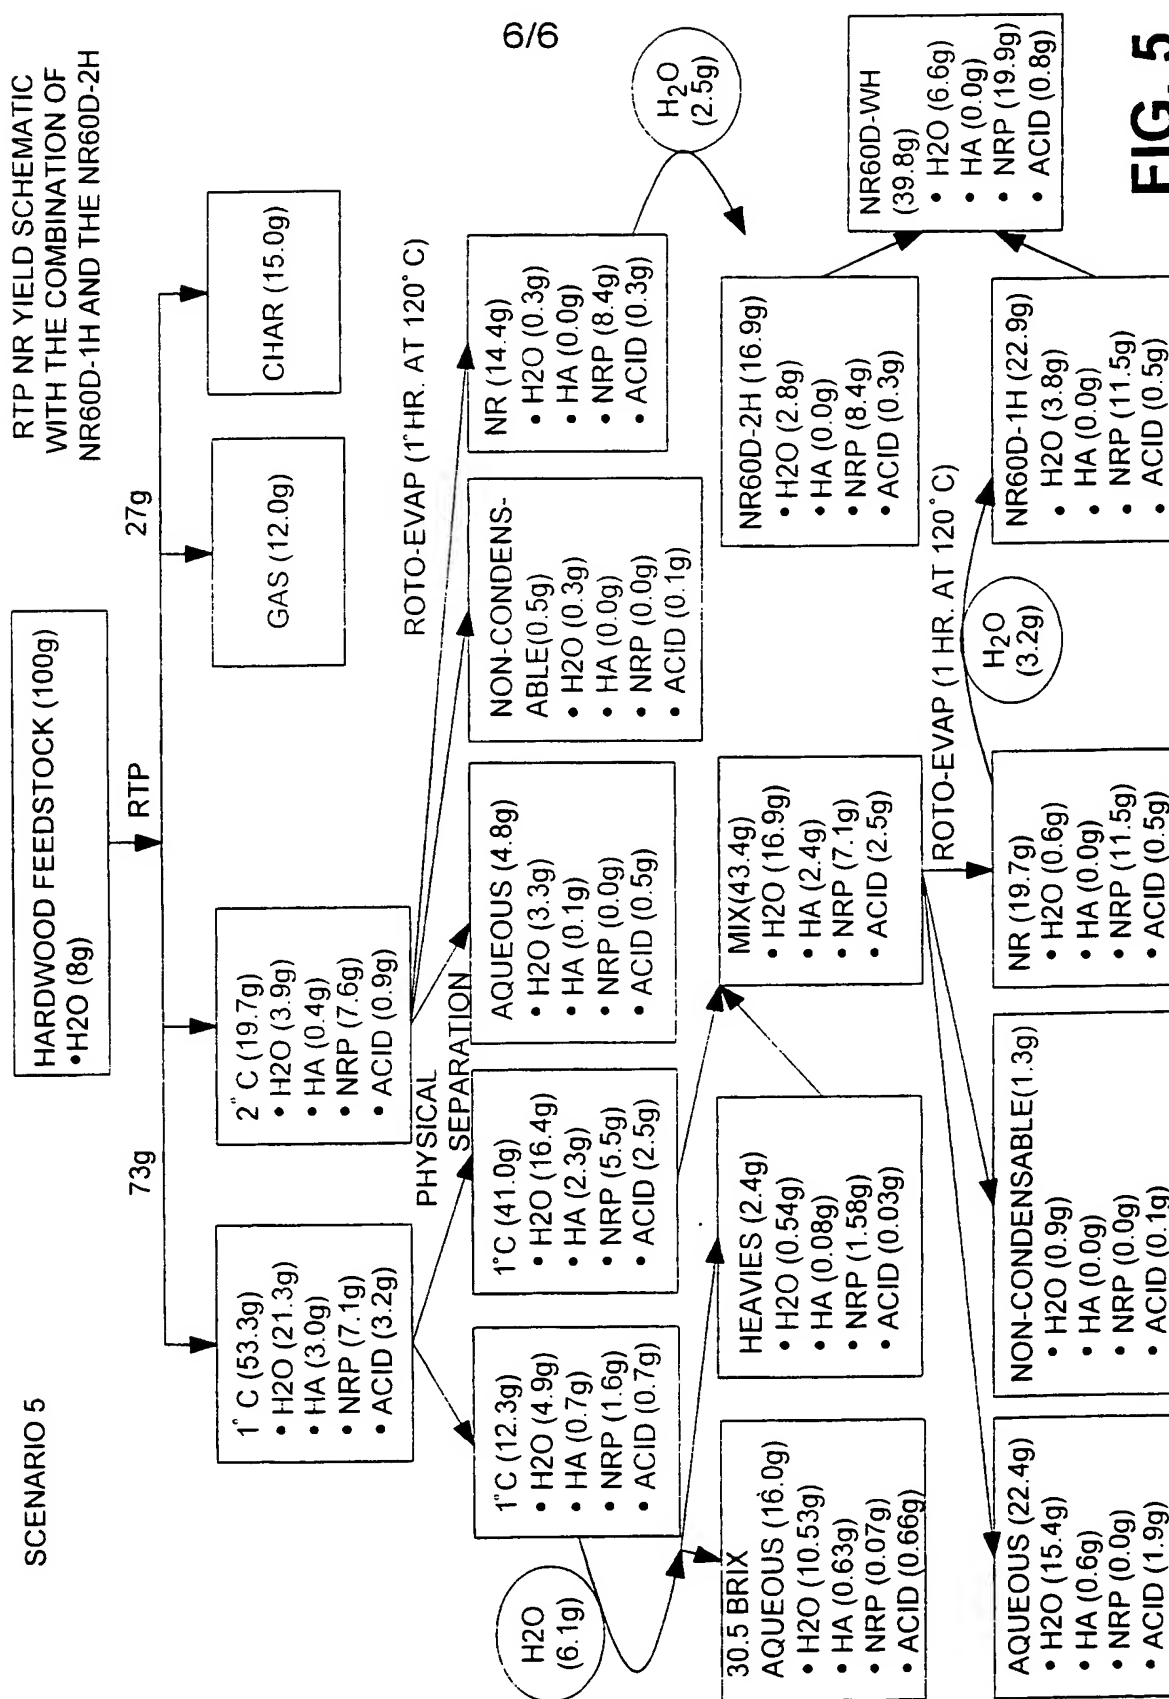 6/6
SCENARIO 5
RTP NR YIELD SCHEMATIC
WITH THE COMBINATION OF
NR60D-1H AND THE NR60D-2H
HARDWOOD FEEDSTOCK (100g)
•H2O (8g)
RTP
73g
27g
1° C (53.3g)
• H2O (21.3g)
• HA (3.0g)
• NRP (7.1g)
• ACID (3.2g)
2° C (19.7g)
• H2O (3.9g)
• HA (0.4g)
• NRP (7.6g)
• ACID (0.9g)
GAS (12.0g)
CHAR (15.0g)
PHYSICAL
SEPARATION
ROTO-EVAP (1 HR. AT 120° C)
1°C (12.3g)
• H2O (4.9g)
• HA (0.7g)
• NRP (1.6g)
• ACID (0.7g)
1°C (41.0g)
• H2O (16.4g)
• HA (2.3g)
• NRP (5.5g)
• ACID (2.5g)
AQUEOUS (4.8g)
• H2O (3.3g)
• HA (0.1g)
• NRP (0.0g)
• ACID (0.5g)
NON-CONDENS-
ABLE(0.5g)
• H2O (0.3g)
• HA (0.0g)
• NRP (0.0g)
• ACID (0.1g)
NR (14.4g)
• H2O (0.3g)
• HA (0.0g)
• NRP (8.4g)
• ACID (0.3g)
H2O
(6.1g)
H2O
(2.5g)
30.5 BRIX
AQUEOUS (16.0g)
• H2O (10.53g)
• HA (0.63g)
• NRP (0.07g)
• ACID (0.66g)
HEAVIES (2.4g)
• H2O (0.54g)
• HA (0.08g)
• NRP (1.58g)
• ACID (0.03g)
MIX(43.4g)
• H2O (16.9g)
• HA (2.4g)
• NRP (7.1g)
• ACID (2.5g)
NR60D-2H (16.9g)
• H2O (2.8g)
• HA (0.0g)
• NRP (8.4g)
• ACID (0.3g)
NR60D-WH
(39.8g)
• H2O (6.6g)
• HA (0.0g)
• NRP (19.9g)
• ACID (0.8g)
ROTO-EVAP (1 HR. AT 120° C)
H2O
(3.2g)
AQUEOUS (22.4g)
• H2O (15.4g)
• HA (0.6g)
• NRP (0.0g)
• ACID (1.9g)
NON-CONDENSABLE(1.3g)
• H2O (0.9g)
• HA (0.0g)
• NRP (0.0g)
• ACID (0.1g)
NR (19.7g)
• H2O (0.6g)
• HA (0.0g)
• NRP (11.5g)
• ACID (0.5g)
NR60D-1H (22.9g)
• H2O (3.8g)
• HA (0.0g)
• NRP (11.5g)
• ACID (0.5g)
FIG. 5